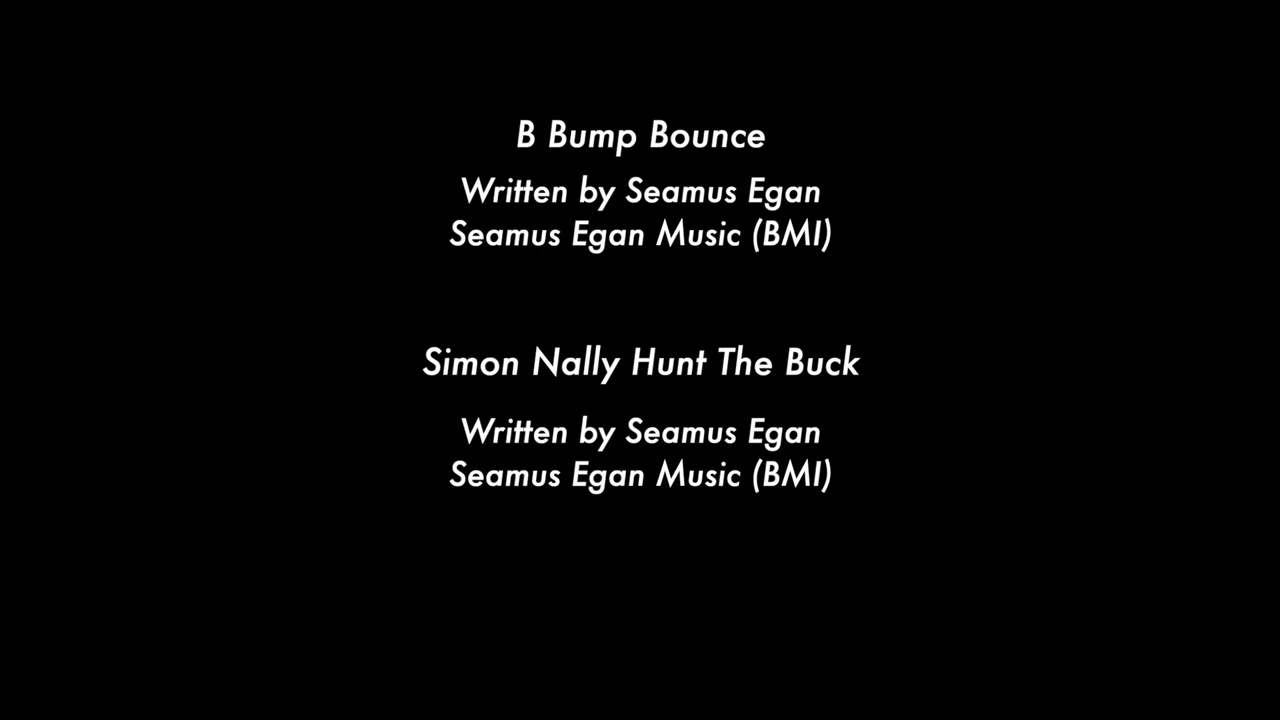 B Bump Bounce
Written by Seamus Egan
Seamus Egan Music (BMI)
Simon Nally Hunt The Buck
Written by Seamus Egan
Seamus Egan Music (BMI)